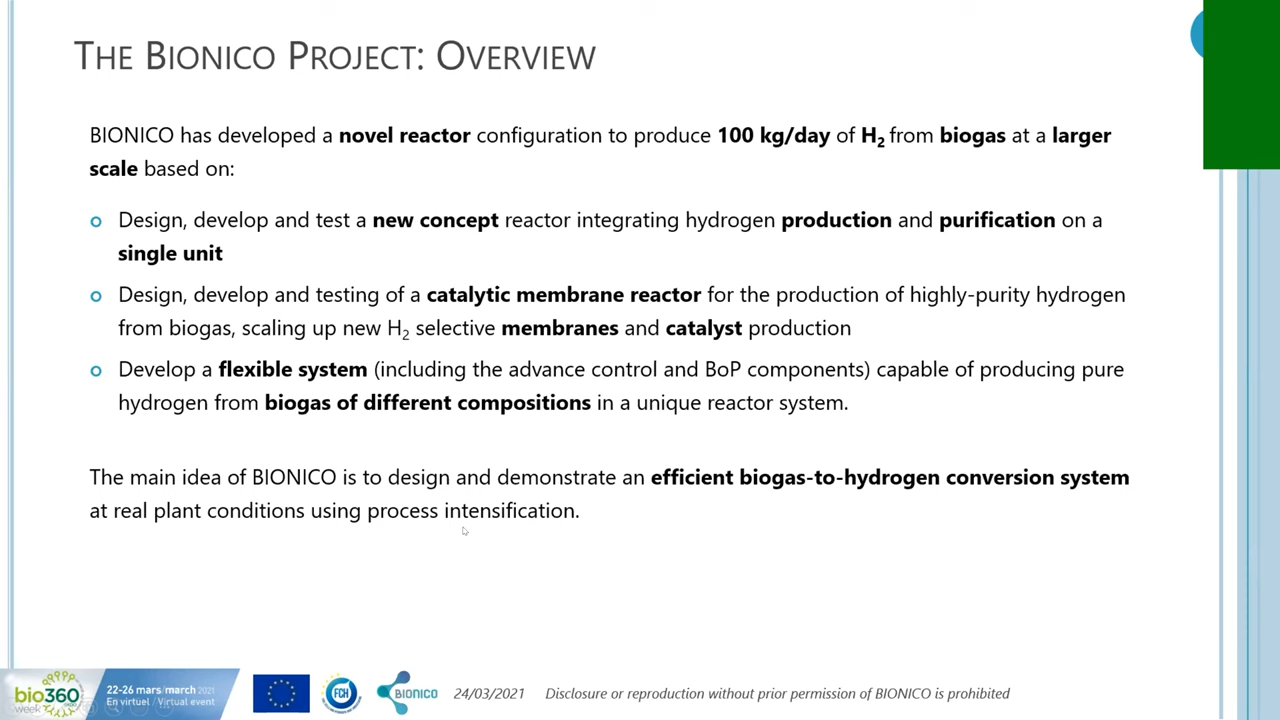 THE BIONICO PROJECT: OVERVIEW
BIONICO has developed a novel reactor configuration to produce 100 kg/day of H₂ from biogas at a larger
scale based on:
Design, develop and test a new concept reactor integrating hydrogen production and purification on a
single unit
Design, develop and testing of a catalytic membrane reactor for the production of highly-purity hydrogen
from biogas, scaling up new H₂ selective membranes and catalyst production
Develop a flexible system (including the advance control and BoP components) capable of producing pure
hydrogen from biogas of different compositions in a unique reactor system.
The main idea of BIONICO is to design and demonstrate an efficient biogas-to-hydrogen conversion system
at real plant conditions using process intensification.
bio360
week
22-26 mars/march 2021
En virtuel / Virtual event
FCH
BIONICO
24/03/2021
Disclosure or reproduction without prior permission of BIONICO is prohibited